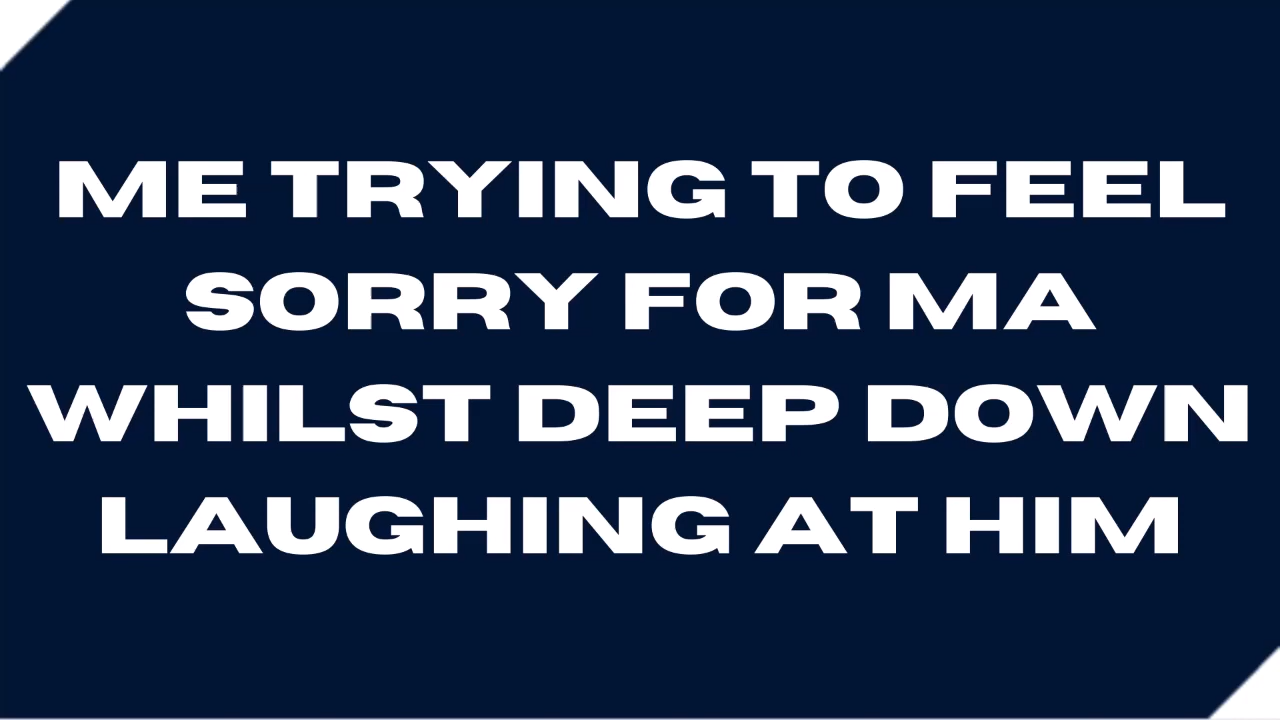 ME TRYING TO FEEL
SORRY FOR MA
WHILST DEEP DOWN
LAUGHING AT HIM